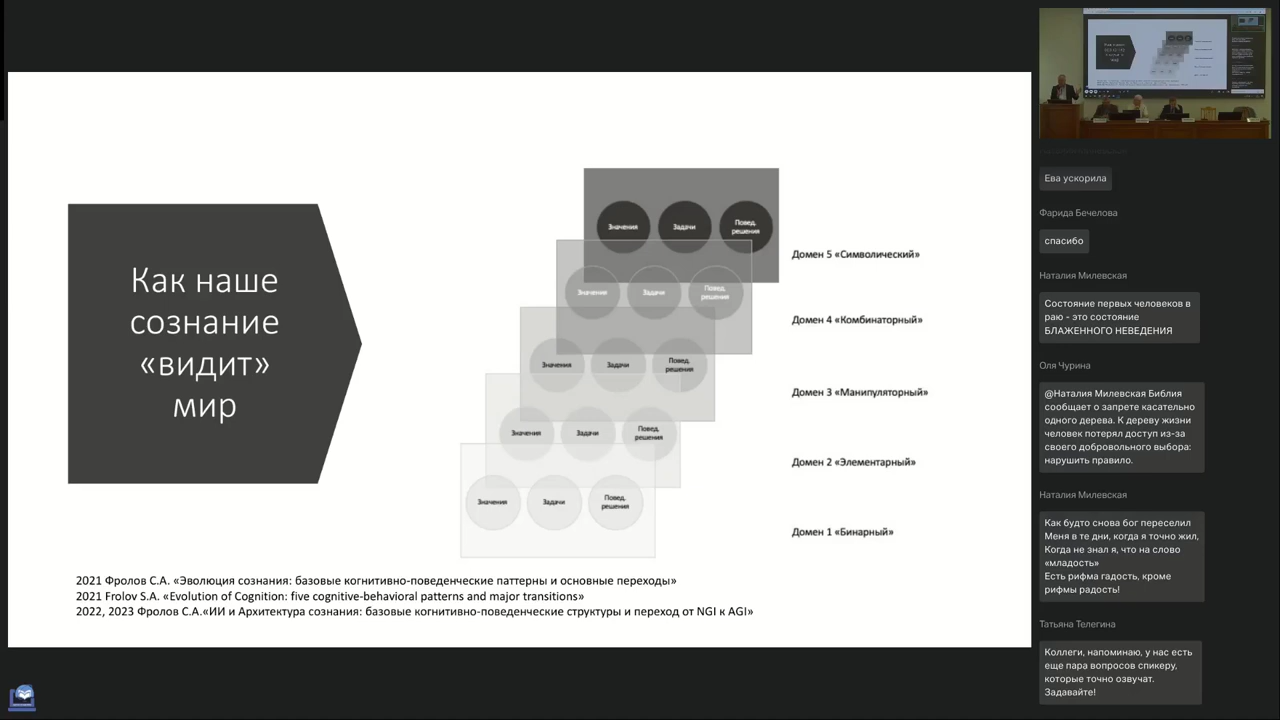 Как наше
сознание
«видит»
мир
Значения Задачи Повед. решения
Домен 5 «Символический»
Значения Задачи Повед. решения
Домен 4 «Комбинаторный»
Значения Задачи Повед. решения
Домен 3 «Манипуляторный»
Значения Задачи Повед. решения
Домен 2 «Элементарный»
Значения Задачи Повед. решения
Домен 1 «Бинарный»
2021 Фролов С.А. «Эволюция сознания: базовые когнитивно-поведенческие паттерны и основные переходы»
2021 Frolov S.A. «Evolution of Cognition: five cognitive-behavioral patterns and major transitions»
2022, 2023 Фролов С.А.«ИИ и Архитектура сознания: базовые когнитивно-поведенческие структуры и переход от NGI к AGI»
Ева ускорила
Фарида Бечелова
спасибо
Наталия Милевская
Состояние первых человеков в
раю - это состояние
БЛАЖЕННОГО НЕВЕДЕНИЯ
Оля Чурина
@Наталия Милевская Библия
сообщает о запрете касательно
одного дерева. К дереву жизни
человек потерял доступ из-за
своего добровольного выбора:
нарушить правило.
Наталия Милевская
Как будто снова бог переселил
Меня в те дни, когда я точно жил,
Когда не знал я, что на слово
«младость»
Есть рифма гадость, кроме
рифмы радость!
Татьяна Телегина
Коллеги, напоминаю, у нас есть
еще пара вопросов спикеру,
которые точно озвучат.
Задавайте!